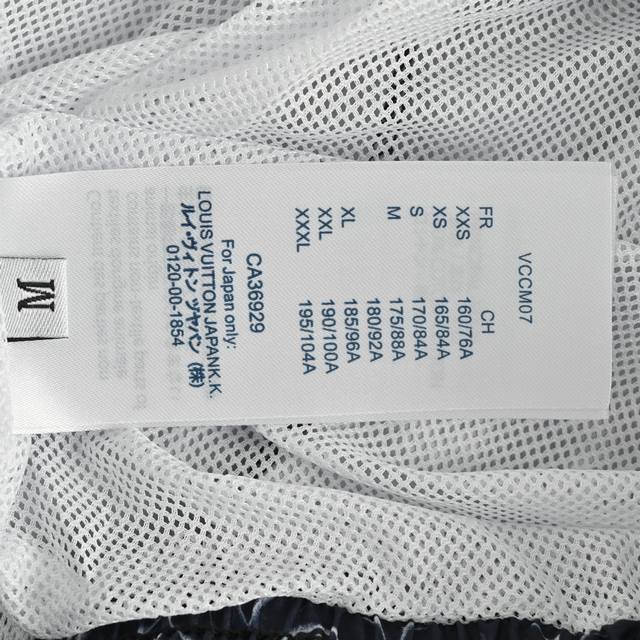 VCCM07
FR CH
XXS 160/76A
XS 165/84A
S 170/84A
M 175/88A
180/92A
XL 185/96A
XXL 190/100A
XXXL 195/104A
CA36929
For Japan only:
LOUIS VUITTON JAPAN K.K.
ルイ・ヴィトン ツヤパン (株)
0120-00-1854
M